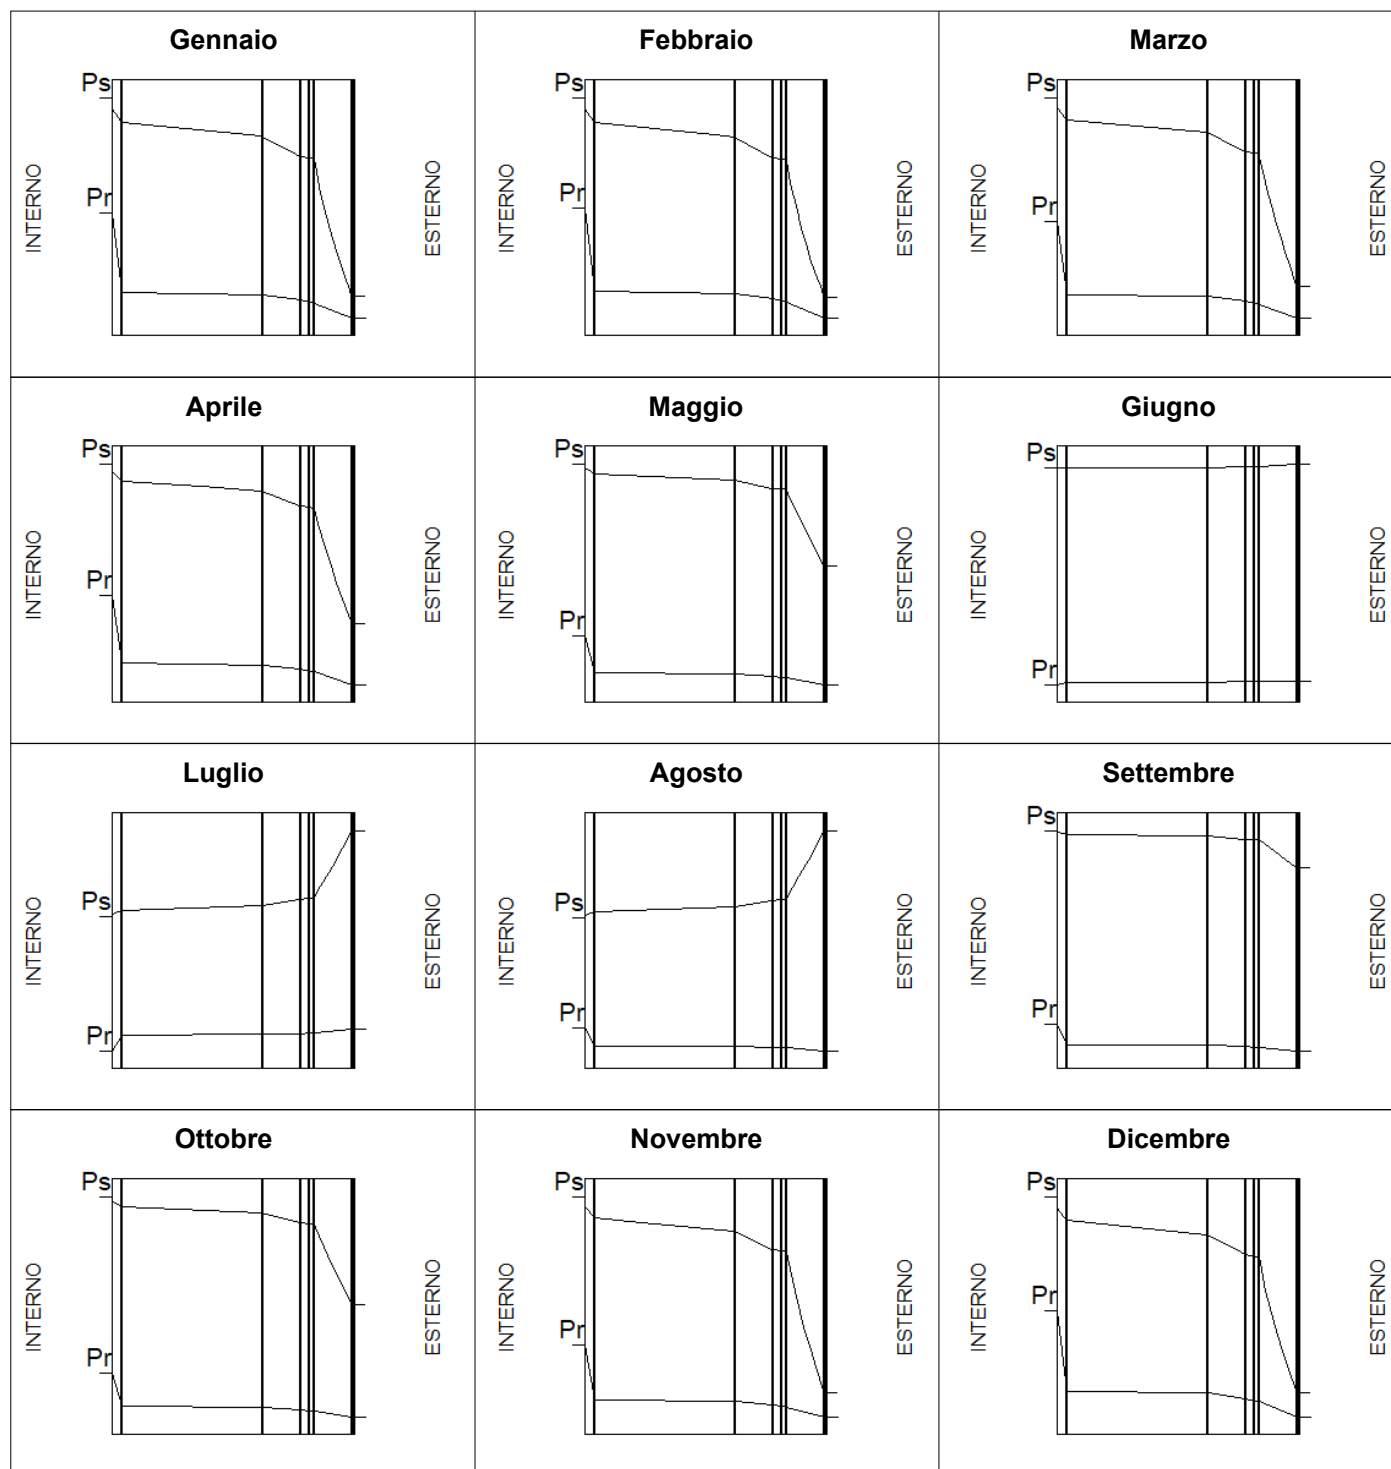 Gennaio
Ps
Pr
INTERNO
ESTERNO
Febbraio
Ps
Pr
INTERNO
ESTERNO
Marzo
Ps
Pr
INTERNO
ESTERNO
Aprile
Ps
Pr
INTERNO
ESTERNO
Maggio
Ps
Pr
INTERNO
ESTERNO
Giugno
Ps
Pr
INTERNO
ESTERNO
Luglio
Ps
Pr
INTERNO
ESTERNO
Agosto
Ps
Pr
INTERNO
ESTERNO
Settembre
Ps
Pr
INTERNO
ESTERNO
Ottobre
Ps
Pr
INTERNO
ESTERNO
Novembre
Ps
Pr
INTERNO
ESTERNO
Dicembre
Ps
Pr
INTERNO
ESTERNO